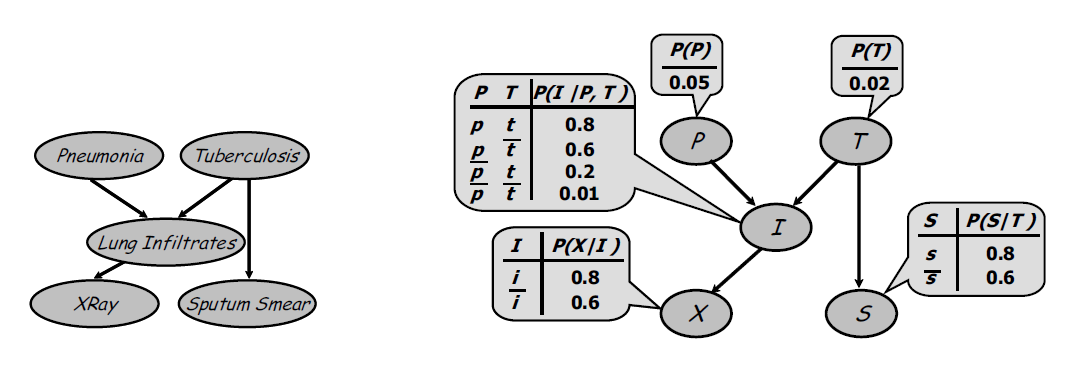 Pneumonia
Tuberculosis
Lung Infiltrates
XRay
Sputum Smear
P(P)
0.05
P(T)
0.02
P T P(I |P, T )
p t 0.8
p t̅ 0.6
p̅ t 0.2
p̅ t̅ 0.01
P
T
I
I P(X|I )
i 0.8
i̅ 0.6
S P(S|T )
s 0.8
s̅ 0.6
X
S